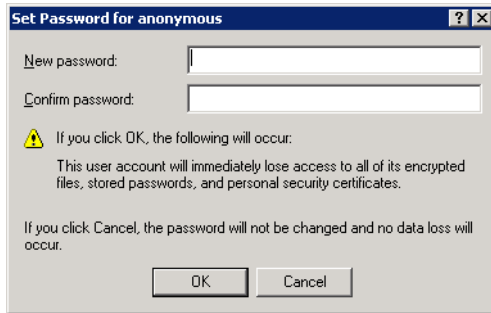 Set Password for anonymous
New password:
Confirm password:
If you click OK, the following will occur:
This user account will immediately lose access to all of its encrypted
files, stored passwords, and personal security certificates.
If you click Cancel, the password will not be changed and no data loss will
occur.
OK
Cancel